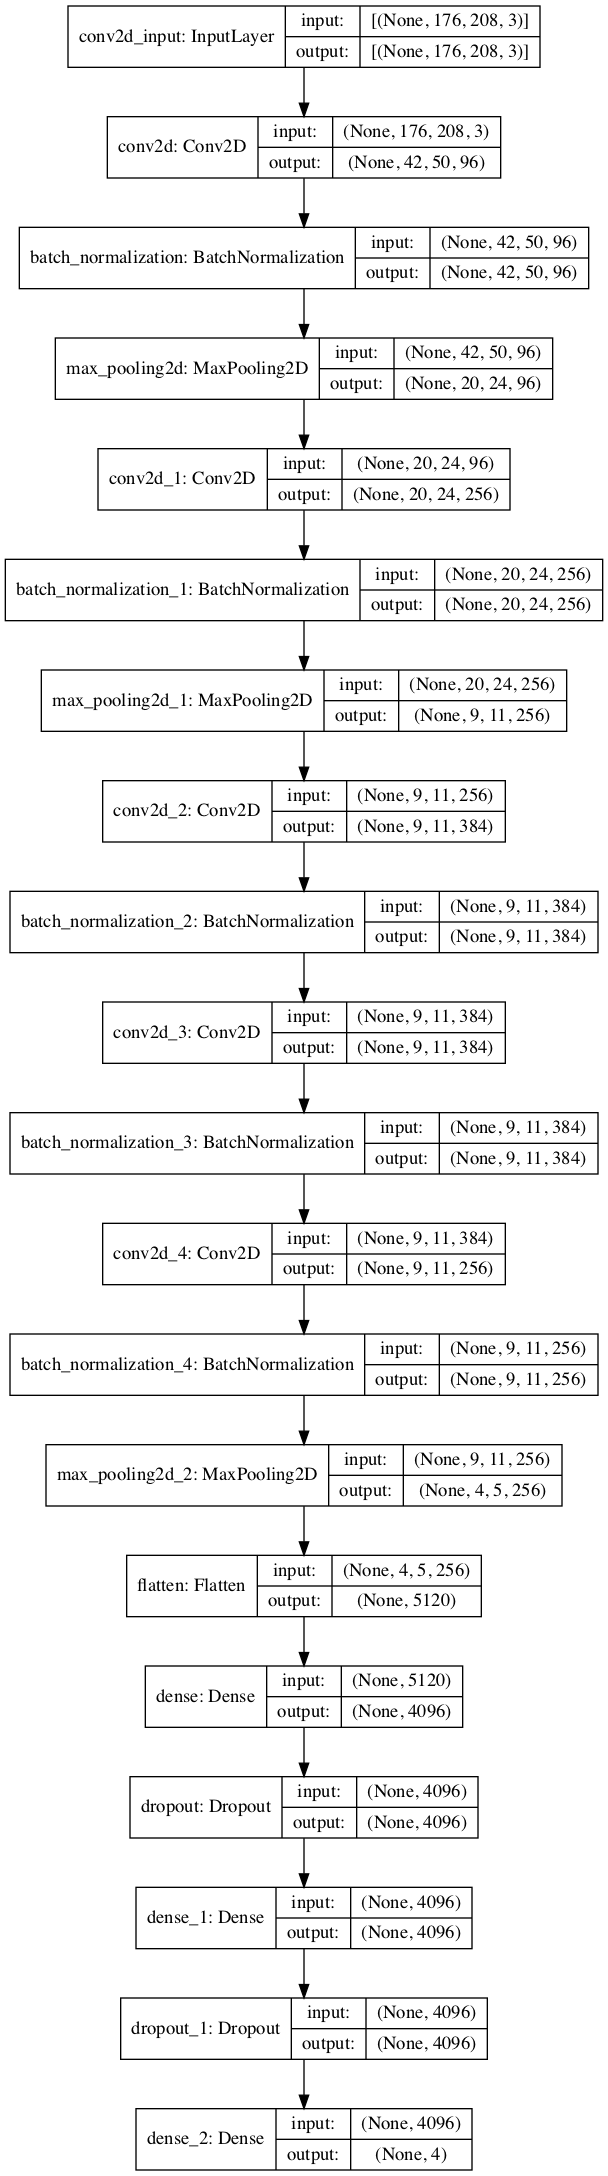 conv2d_input: InputLayer
input: [(None, 176, 208, 3)]
output: [(None, 176, 208, 3)]
conv2d: Conv2D
input: (None, 176, 208, 3)
output: (None, 42, 50, 96)
batch_normalization: BatchNormalization
input: (None, 42, 50, 96)
output: (None, 42, 50, 96)
max_pooling2d: MaxPooling2D
input: (None, 42, 50, 96)
output: (None, 20, 24, 96)
conv2d_1: Conv2D
input: (None, 20, 24, 96)
output: (None, 20, 24, 256)
batch_normalization_1: BatchNormalization
input: (None, 20, 24, 256)
output: (None, 20, 24, 256)
max_pooling2d_1: MaxPooling2D
input: (None, 20, 24, 256)
output: (None, 9, 11, 256)
conv2d_2: Conv2D
input: (None, 9, 11, 256)
output: (None, 9, 11, 384)
batch_normalization_2: BatchNormalization
input: (None, 9, 11, 384)
output: (None, 9, 11, 384)
conv2d_3: Conv2D
input: (None, 9, 11, 384)
output: (None, 9, 11, 384)
batch_normalization_3: BatchNormalization
input: (None, 9, 11, 384)
output: (None, 9, 11, 384)
conv2d_4: Conv2D
input: (None, 9, 11, 384)
output: (None, 9, 11, 256)
batch_normalization_4: BatchNormalization
input: (None, 9, 11, 256)
output: (None, 9, 11, 256)
max_pooling2d_2: MaxPooling2D
input: (None, 9, 11, 256)
output: (None, 4, 5, 256)
flatten: Flatten
input: (None, 4, 5, 256)
output: (None, 5120)
dense: Dense
input: (None, 5120)
output: (None, 4096)
dropout: Dropout
input: (None, 4096)
output: (None, 4096)
dense_1: Dense
input: (None, 4096)
output: (None, 4096)
dropout_1: Dropout
input: (None, 4096)
output: (None, 4096)
dense_2: Dense
input: (None, 4096)
output: (None, 4)